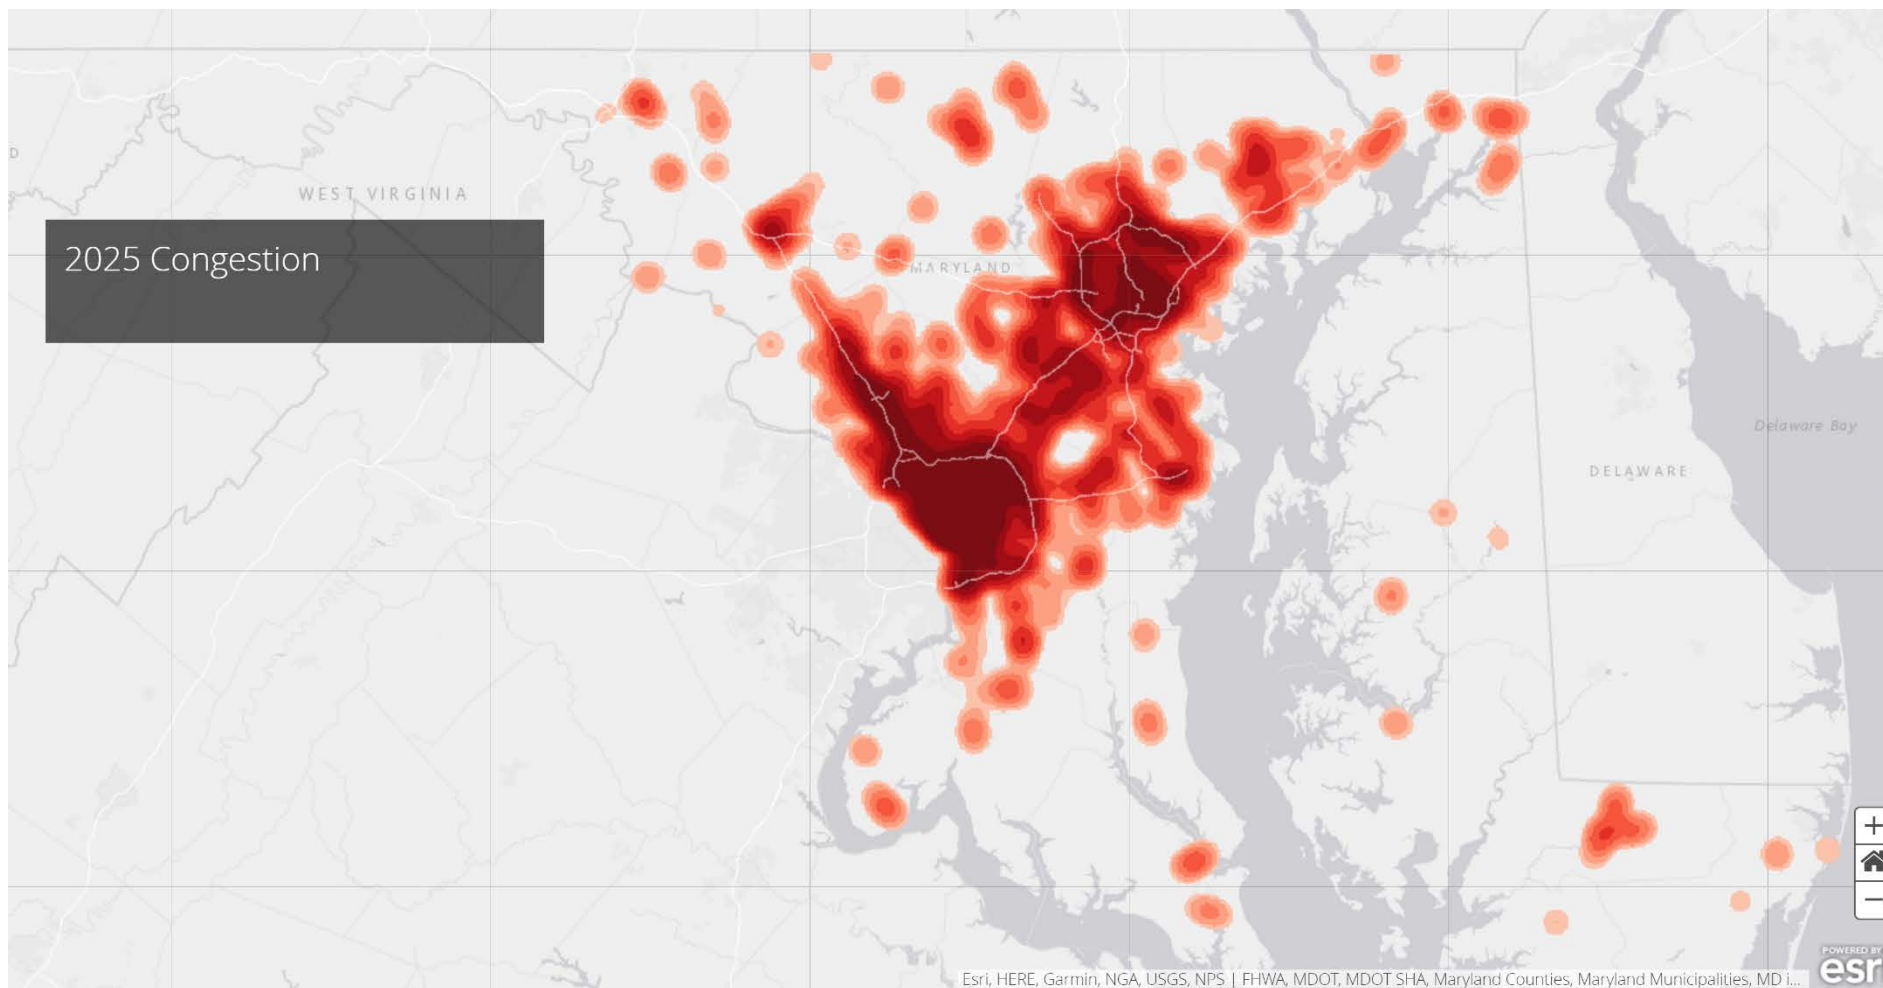 D
WEST VIRGINIA
2025 Congestion
MARYLAND
Delaware Bay
DELAWARE
+
−
POWERED BY
esri
Esri, HERE, Garmin, NGA, USGS, NPS | FHWA, MDOT, MDOT SHA, Maryland Counties, Maryland Municipalities, MD i...